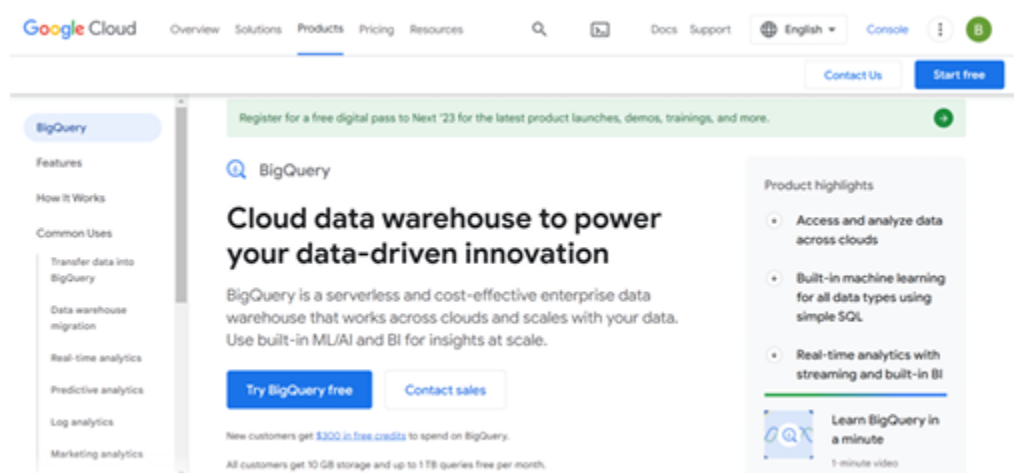 Google Cloud Overview Solutions Products Pricing Resources Docs Support English Console B
Contact Us Start free
BigQuery
Features
How It Works
Common Uses
Transfer data into
BigQuery
Data warehouse
migration
Real-time analytics
Predictive analytics
Log analytics
Marketing analytics
Register for a free digital pass to Next '23 for the latest product launches, demos, trainings, and more.
BigQuery
Cloud data warehouse to power
your data-driven innovation
BigQuery is a serverless and cost-effective enterprise data
warehouse that works across clouds and scales with your data.
Use built-in ML/AI and BI for insights at scale.
Try BigQuery free Contact sales
New customers get $300 in free credits to spend on BigQuery.
All customers get 10 GB storage and up to 1 TB queries free per month.
Product highlights
Access and analyze data
across clouds
Built-in machine learning
for all data types using
simple SQL
Real-time analytics with
streaming and built-in BI
Learn BigQuery in
a minute
1-minute video